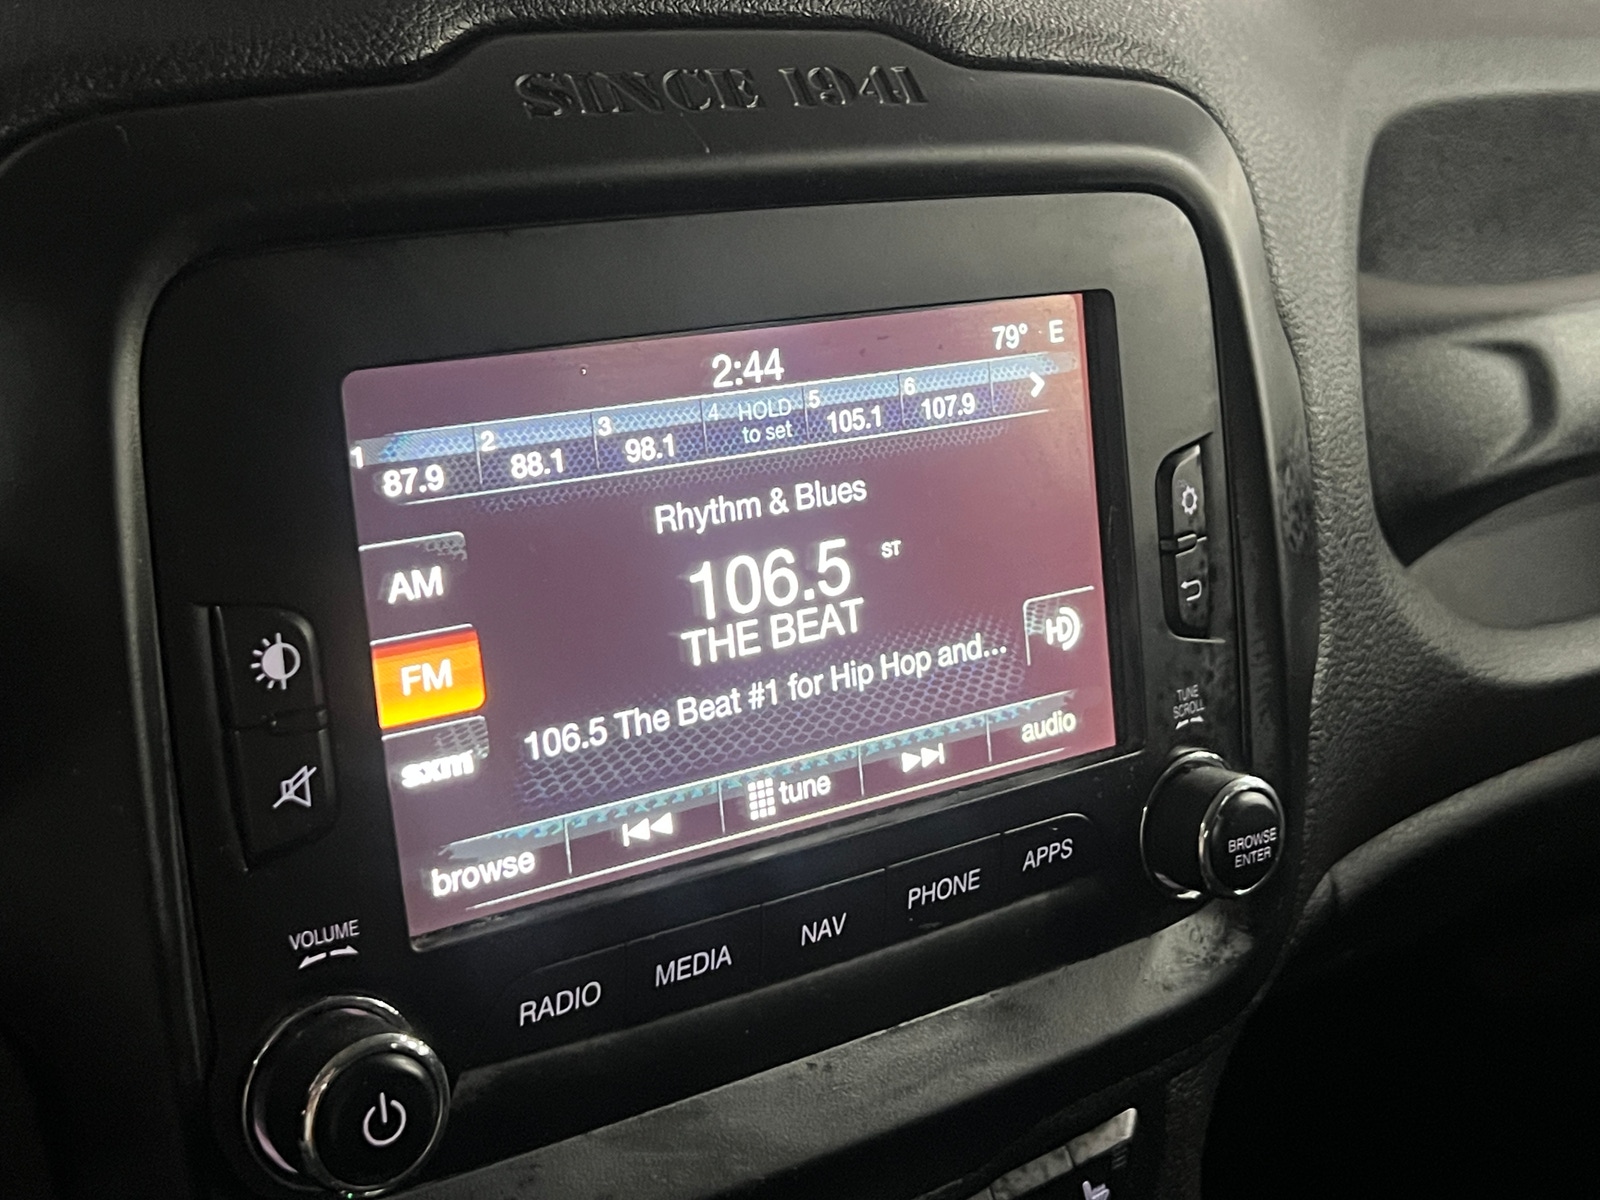 SINCE 1941
2:44
79° E
1 2 3 4 HOLD 5 6
87.9 88.1 98.1 to set 105.1 107.9
Rhythm & Blues
106.5 ST
THE BEAT
106.5 The Beat #1 for Hip Hop and...
AM
FM
sxm
HD
browse tune audio
VOLUME
RADIO MEDIA NAV PHONE APPS
TUNE
SCROLL
BROWSE
ENTER